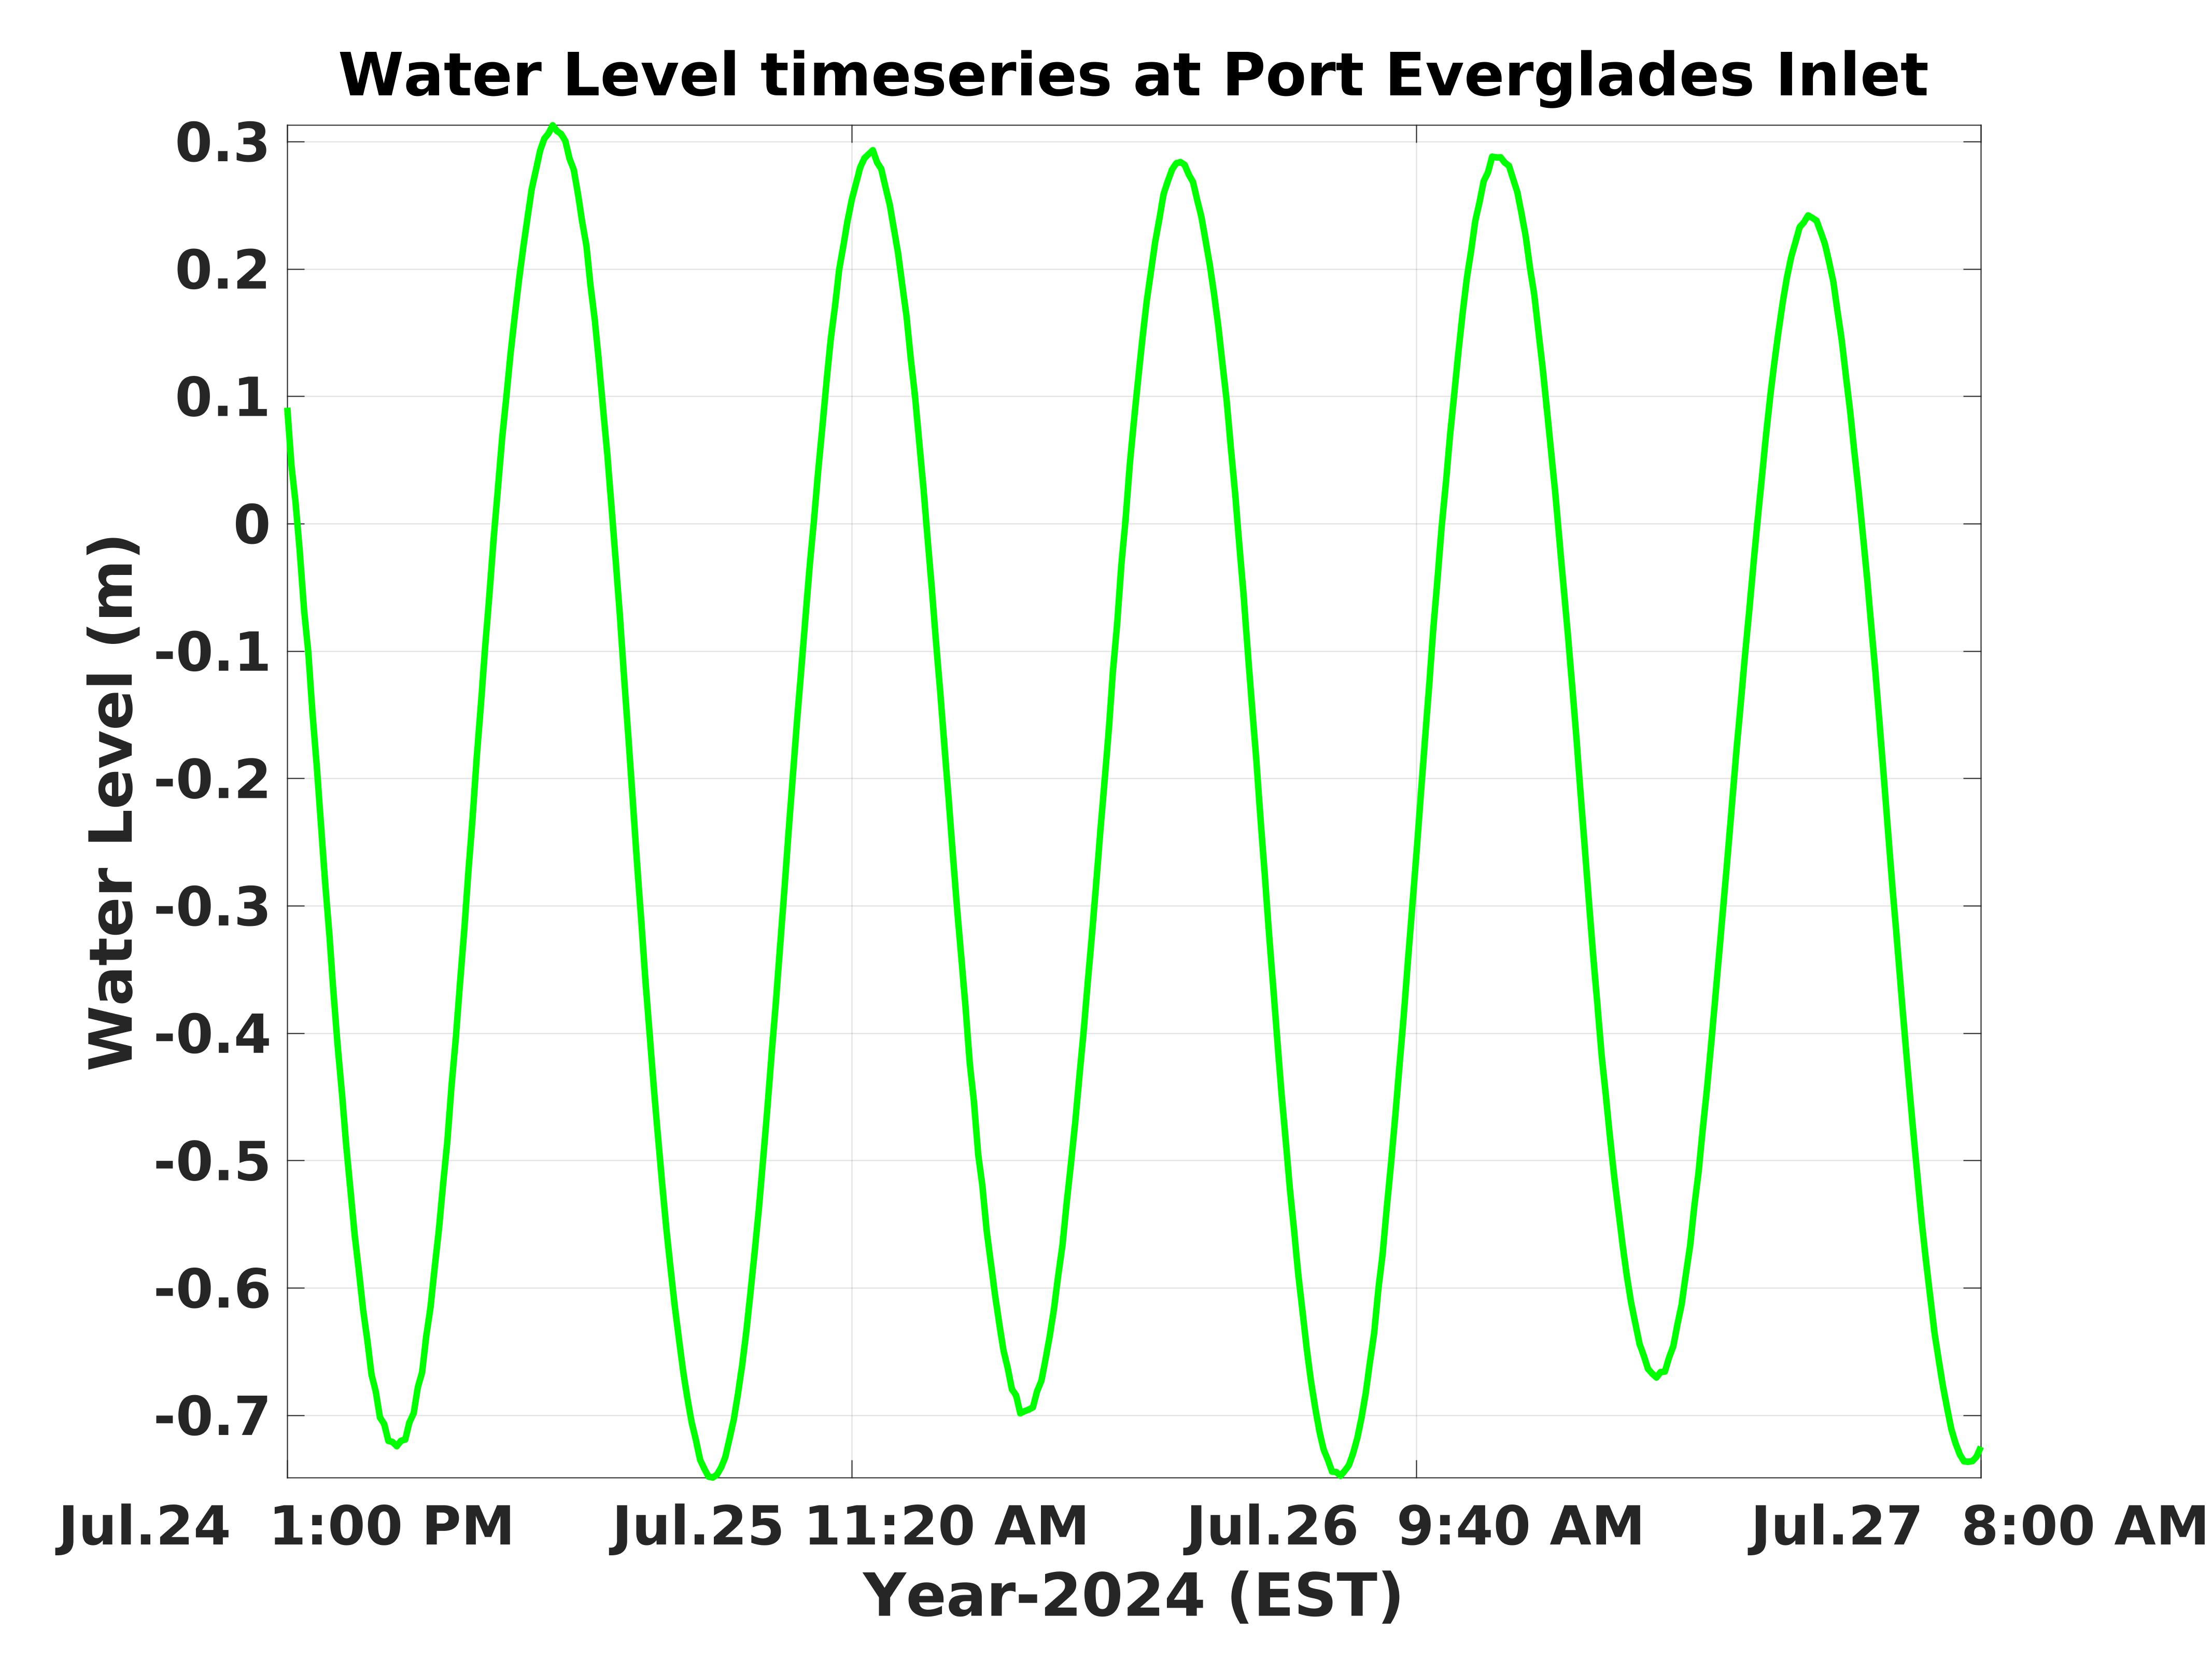 Water Level timeseries at Port Everglades Inlet
0.3
0.2
0.1
0
-0.1
-0.2
-0.3
-0.4
-0.5
-0.6
-0.7
Water Level (m)
Jul.24 1:00 PM
Jul.25 11:20 AM
Jul.26 9:40 AM
Jul.27 8:00 AM
Year-2024 (EST)